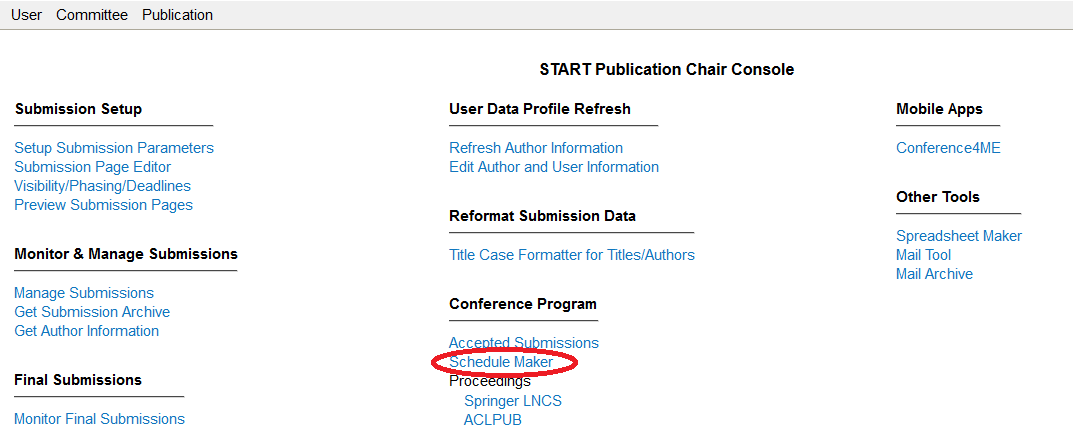 User Committee Publication
START Publication Chair Console
Submission Setup
Setup Submission Parameters
Submission Page Editor
Visibility/Phasing/Deadlines
Preview Submission Pages
Monitor & Manage Submissions
Manage Submissions
Get Submission Archive
Get Author Information
Final Submissions
Monitor Final Submissions
User Data Profile Refresh
Refresh Author Information
Edit Author and User Information
Reformat Submission Data
Title Case Formatter for Titles/Authors
Conference Program
Accepted Submissions
Schedule Maker
Proceedings
Springer LNCS
ACLPUB
Mobile Apps
Conference4ME
Other Tools
Spreadsheet Maker
Mail Tool
Mail Archive